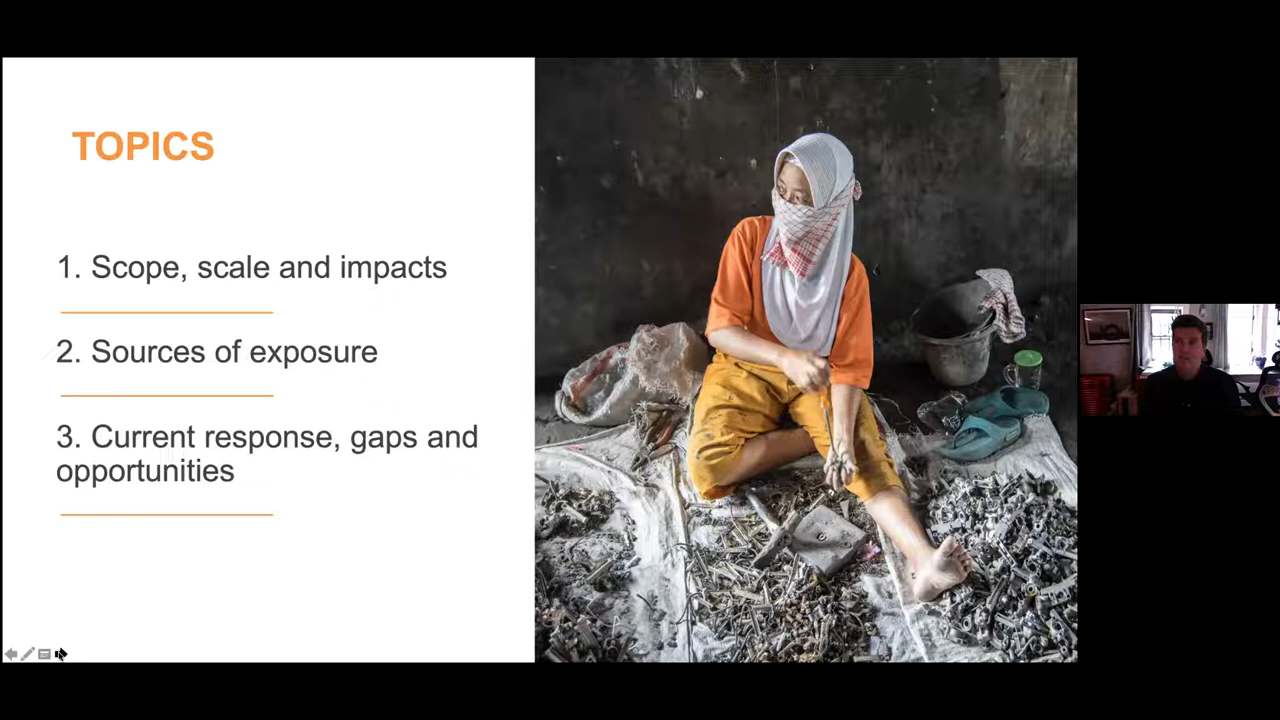 TOPICS
1. Scope, scale and impacts
2. Sources of exposure
3. Current response, gaps and
opportunities